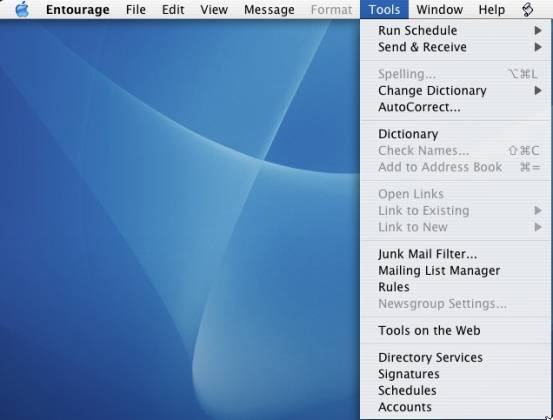 Entourage File Edit View Message Format Tools Window Help
Run Schedule
Send & Receive
Spelling... ⌥⌘L
Change Dictionary
AutoCorrect...
Dictionary
Check Names... ⇧⌘C
Add to Address Book ⌘=
Open Links
Link to Existing
Link to New
Junk Mail Filter...
Mailing List Manager
Rules
Newsgroup Settings...
Tools on the Web
Directory Services
Signatures
Schedules
Accounts